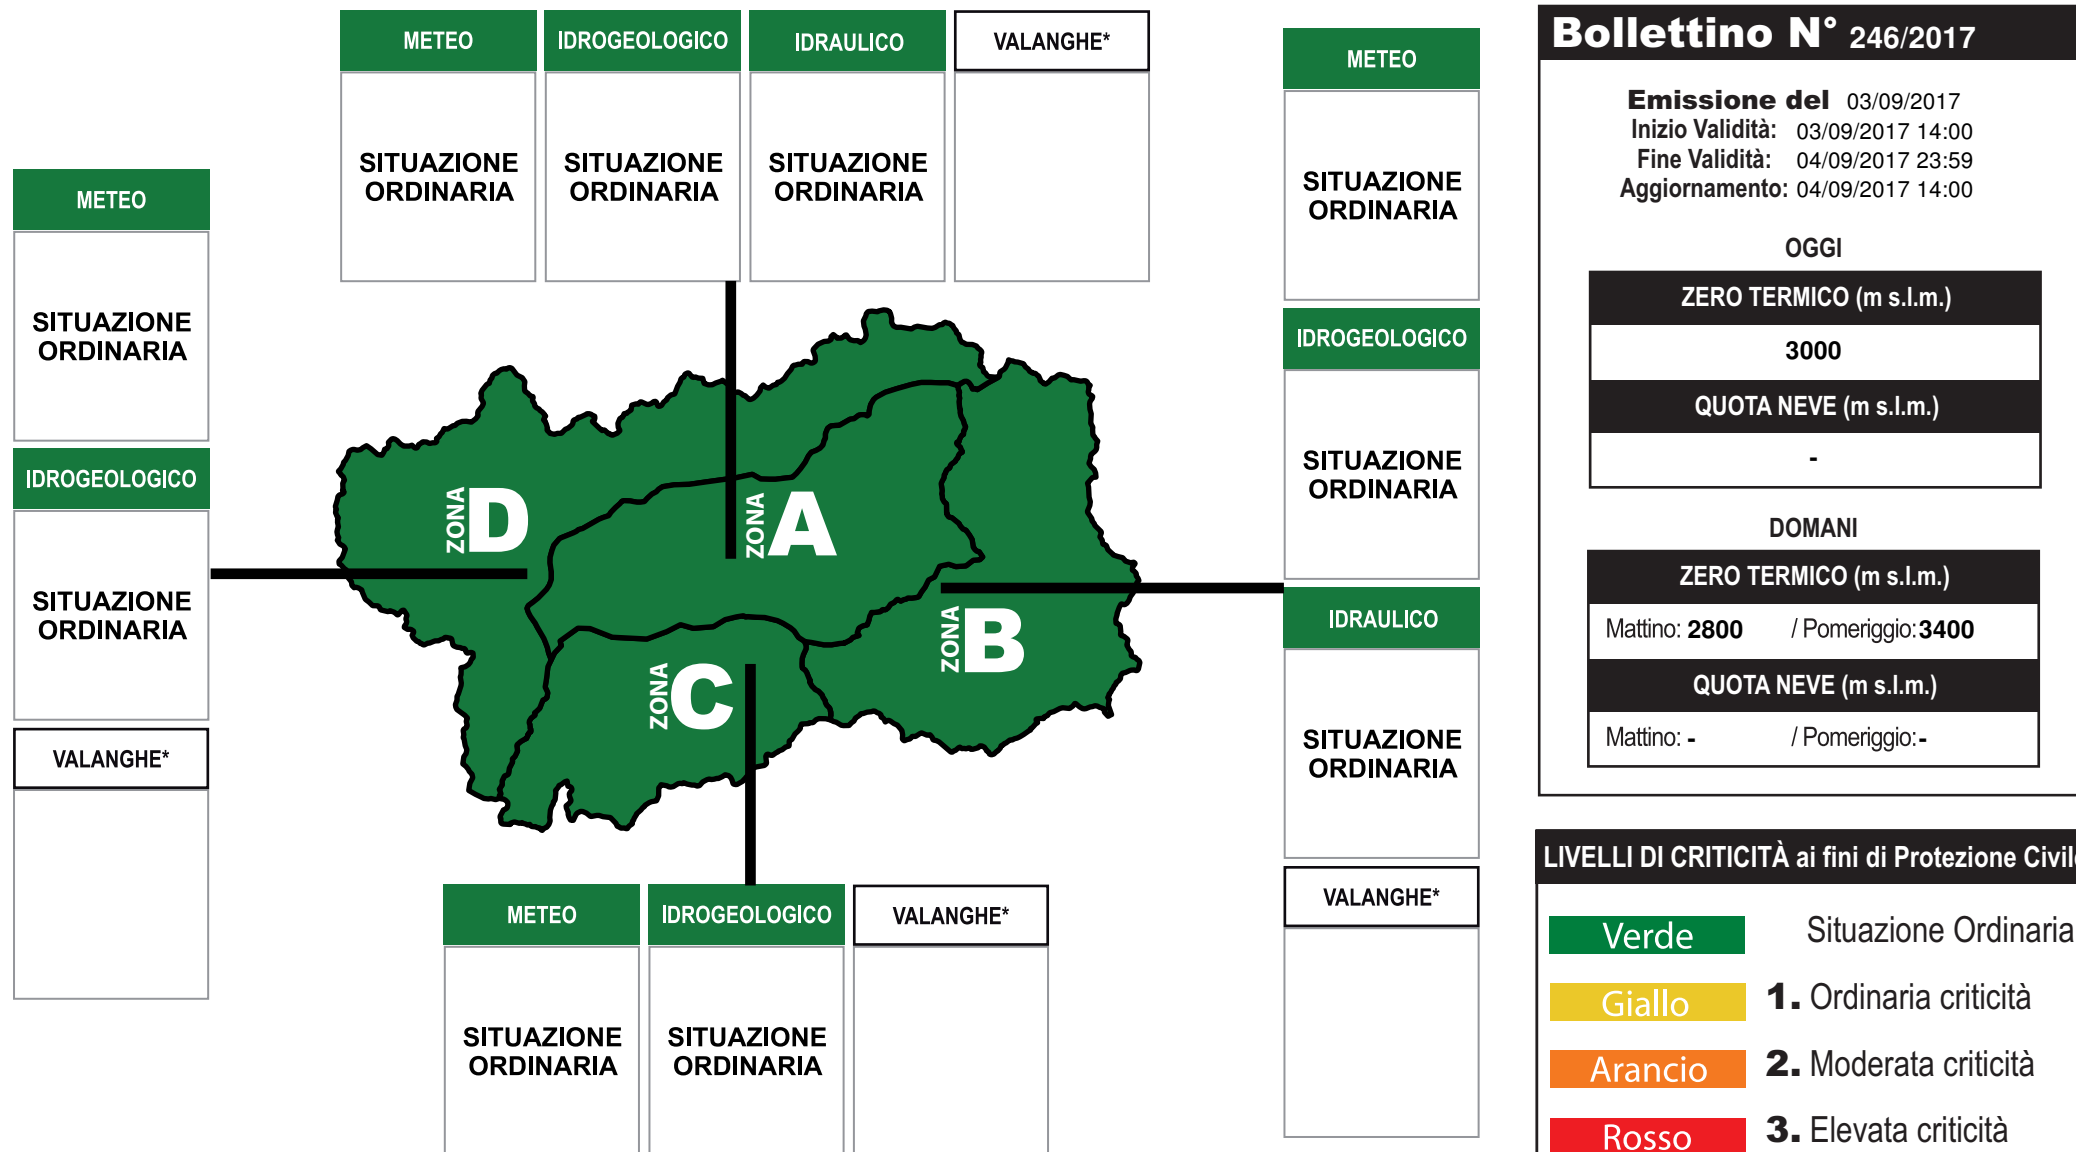 METEO
IDROGEOLOGICO
IDRAULICO
VALANGHE*
SITUAZIONE
ORDINARIA
SITUAZIONE
ORDINARIA
SITUAZIONE
ORDINARIA
METEO
SITUAZIONE
ORDINARIA
IDROGEOLOGICO
SITUAZIONE
ORDINARIA
VALANGHE*
ZONA D
ZONA A
ZONA B
ZONA C
METEO
SITUAZIONE
ORDINARIA
IDROGEOLOGICO
SITUAZIONE
ORDINARIA
IDRAULICO
SITUAZIONE
ORDINARIA
VALANGHE*
METEO
IDROGEOLOGICO
VALANGHE*
SITUAZIONE
ORDINARIA
SITUAZIONE
ORDINARIA
Bollettino N° 246/2017
Emissione del 03/09/2017
Inizio Validità: 03/09/2017 14:00
Fine Validità: 04/09/2017 23:59
Aggiornamento: 04/09/2017 14:00
OGGI
ZERO TERMICO (m s.l.m.)
3000
QUOTA NEVE (m s.l.m.)
-
DOMANI
ZERO TERMICO (m s.l.m.)
Mattino: 2800 / Pomeriggio: 3400
QUOTA NEVE (m s.l.m.)
Mattino: - / Pomeriggio: -
LIVELLI DI CRITICITÀ ai fini di Protezione Civil
Verde Situazione Ordinaria
Giallo 1. Ordinaria criticità
Arancio 2. Moderata criticità
Rosso 3. Elevata criticità